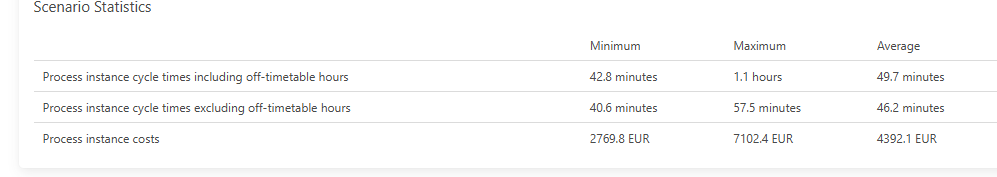 Scenario Statistics
Minimum Maximum Average
Process instance cycle times including off-timetable hours 42.8 minutes 1.1 hours 49.7 minutes
Process instance cycle times excluding off-timetable hours 40.6 minutes 57.5 minutes 46.2 minutes
Process instance costs 2769.8 EUR 7102.4 EUR 4392.1 EUR